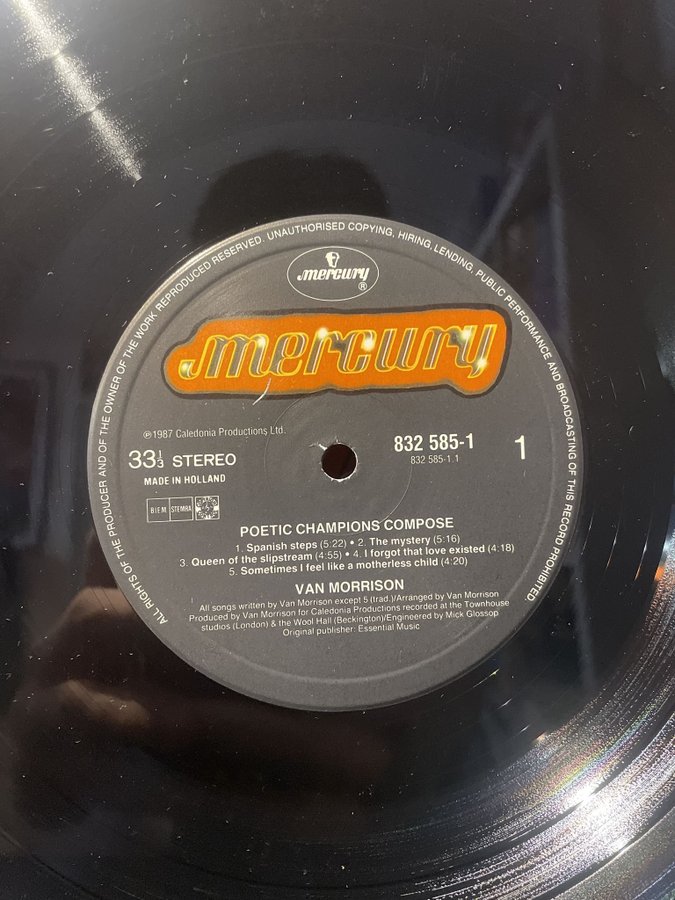 ALL RIGHTS OF THE PRODUCER AND OF THE OWNER OF THE WORK REPRODUCED RESERVED. UNAUTHORISED COPYING, HIRING, LENDING, PUBLIC PERFORMANCE AND BROADCASTING OF THIS RECORD PROHIBITED.
mercury
®
mercury
℗1987 Caledonia Productions Ltd.
33⅓ STEREO
MADE IN HOLLAND
BIEM STEMRA
832 585-1
832 585-1.1
1
POETIC CHAMPIONS COMPOSE
1. Spanish steps (5:22) • 2. The mystery (5:16)
3. Queen of the slipstream (4:55) • 4. I forgot that love existed (4:18)
5. Sometimes I feel like a motherless child (4:20)
VAN MORRISON
All songs written by Van Morrison except 5 (trad.)/Arranged by Van Morrison
Produced by Van Morrison for Caledonia Productions recorded at the Townhouse
studios (London) & the Wool Hall (Beckington)/Engineered by Mick Glossop
Original publisher: Essential Music